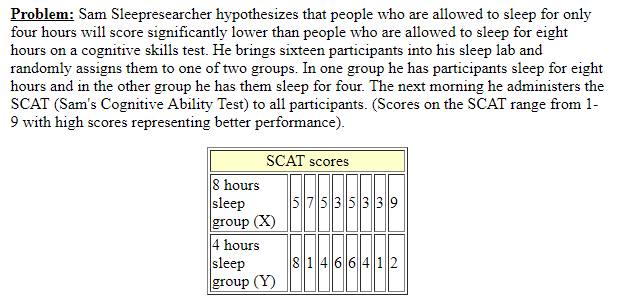 Problem: Sam Sleepresearcher hypothesizes that people who are allowed to sleep for only
four hours will score significantly lower than people who are allowed to sleep for eight
hours on a cognitive skills test. He brings sixteen participants into his sleep lab and
randomly assigns them to one of two groups. In one group he has participants sleep for eight
hours and in the other group he has them sleep for four. The next morning he administers the
SCAT (Sam's Cognitive Ability Test) to all participants. (Scores on the SCAT range from 1-
9 with high scores representing better performance).
SCAT scores
8 hours
sleep
group (X)
5 7 5 3 5 3 3 9
4 hours
sleep
group (Y)
8 1 4 6 6 4 1 2